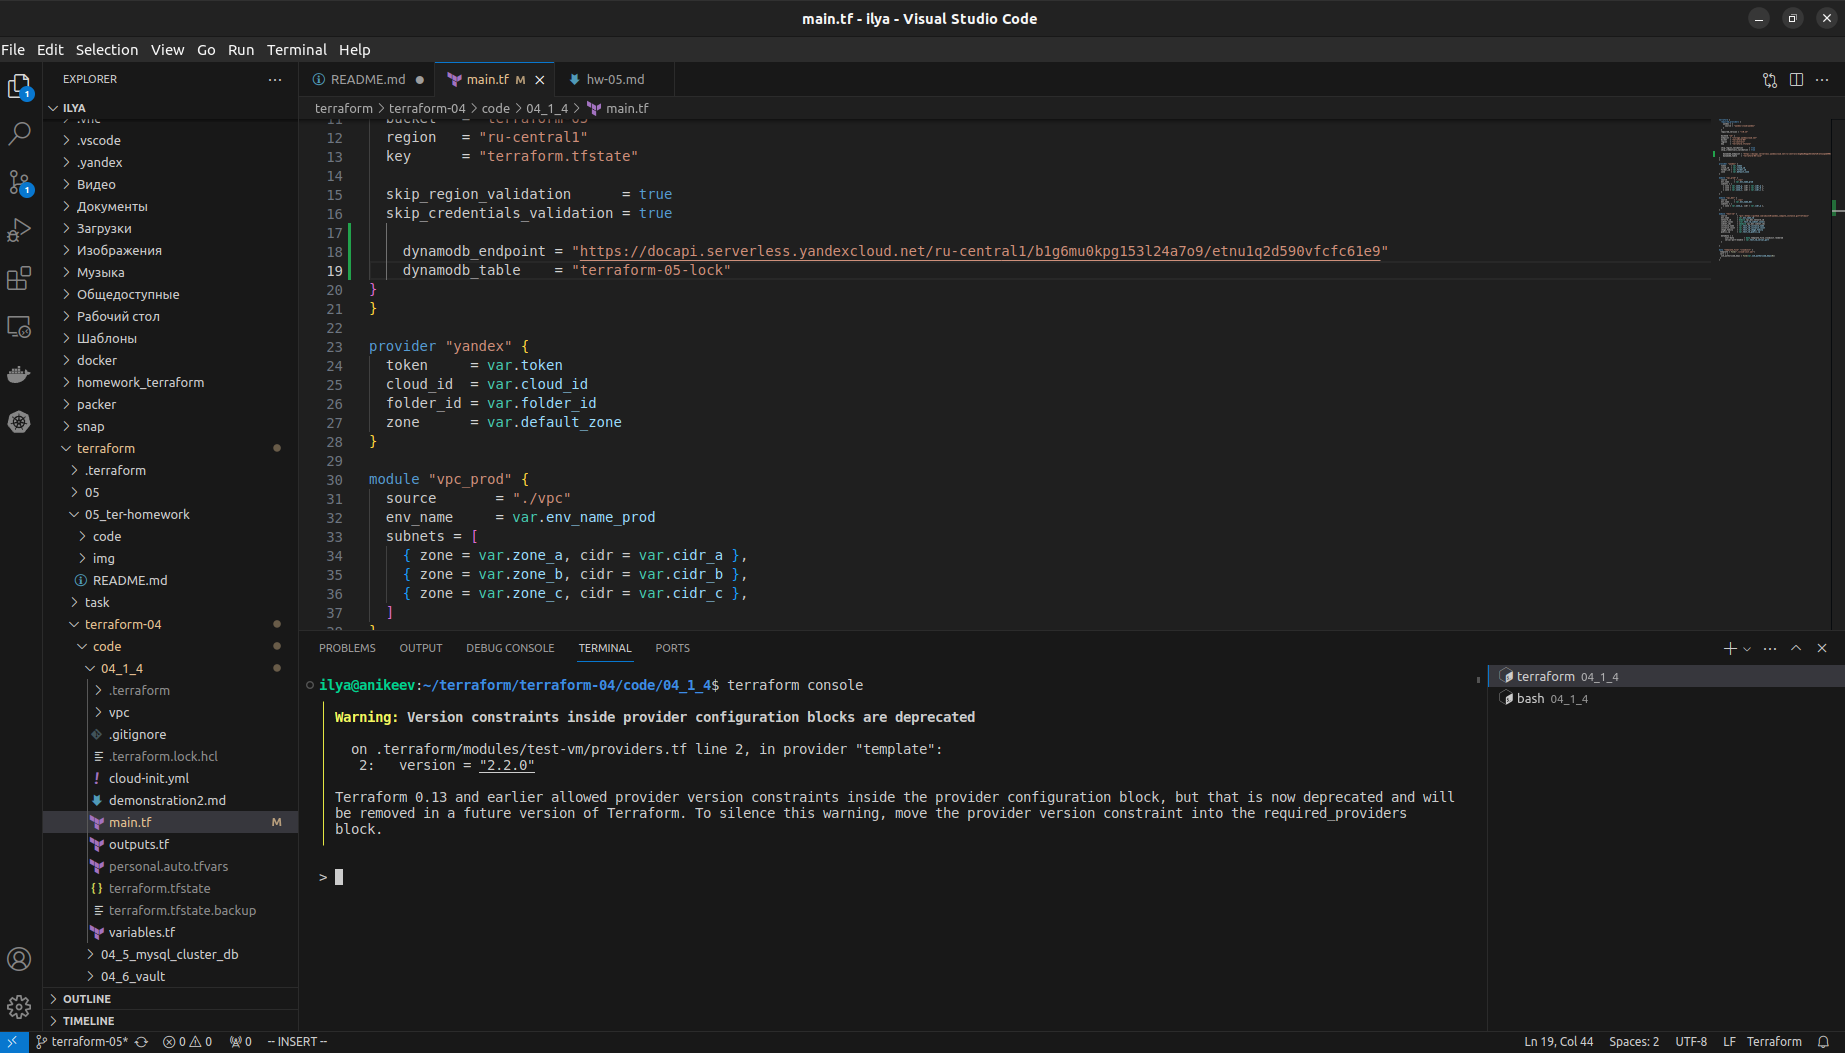 main.tf - ilya - Visual Studio Code
File Edit Selection View Go Run Terminal Help
EXPLORER
ILYA
.vnc
.vscode
.yandex
Видео
Документы
Загрузки
Изображения
Музыка
Общедоступные
Рабочий стол
Шаблоны
docker
homework_terraform
packer
snap
terraform
.terraform
05
05_ter-homework
code
img
README.md
task
terraform-04
code
04_1_4
.terraform
vpc
.gitignore
.terraform.lock.hcl
cloud-init.yml
demonstration2.md
main.tf M
outputs.tf
personal.auto.tfvars
terraform.tfstate
terraform.tfstate.backup
variables.tf
04_5_mysql_cluster_db
04_6_vault
OUTLINE
TIMELINE
README.md main.tf M hw-05.md
terraform > terraform-04 > code > 04_1_4 > main.tf
11 bucket = "terraform-05"
12 region = "ru-central1"
13 key = "terraform.tfstate"
14
15 skip_region_validation = true
16 skip_credentials_validation = true
17
18 dynamodb_endpoint = "https://docapi.serverless.yandexcloud.net/ru-central1/b1g6mu0kpg153l24a7o9/etnu1q2d590vfcfc61e9"
19 dynamodb_table = "terraform-05-lock"
20 }
21 }
22
23 provider "yandex" {
24 token = var.token
25 cloud_id = var.cloud_id
26 folder_id = var.folder_id
27 zone = var.default_zone
28 }
29
30 module "vpc_prod" {
31 source = "./vpc"
32 env_name = var.env_name_prod
33 subnets = [
34 { zone = var.zone_a, cidr = var.cidr_a },
35 { zone = var.zone_b, cidr = var.cidr_b },
36 { zone = var.zone_c, cidr = var.cidr_c },
37 ]
38 }
PROBLEMS OUTPUT DEBUG CONSOLE TERMINAL PORTS
ilya@anikeev:~/terraform/terraform-04/code/04_1_4$ terraform console
Warning: Version constraints inside provider configuration blocks are deprecated
on .terraform/modules/test-vm/providers.tf line 2, in provider "template":
2: version = "2.2.0"
Terraform 0.13 and earlier allowed provider version constraints inside the provider configuration block, but that is now deprecated and will
be removed in a future version of Terraform. To silence this warning, move the provider version constraint into the required_providers
block.
>
terraform 04_1_4
bash 04_1_4
terraform-05* 0 0 0 -- INSERT -- Ln 19, Col 44 Spaces: 2 UTF-8 LF Terraform